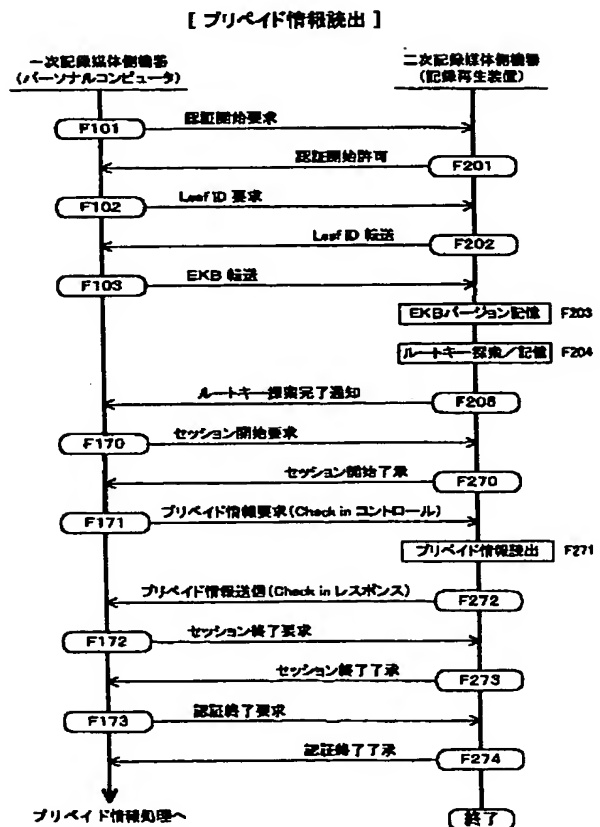 [ プリペイド情報読出 ]
一次記録媒体側機器
(パーソナルコンピュータ)
二次記録媒体側機器
(記録再生装置)
F101
認証開始要求
認証開始許可
F201
F102
Leaf ID 要求
Leaf ID 転送
F202
F103
EKB 転送
EKBバージョン記憶 F203
ルートキー探索/記憶 F204
ルートキー探索完了通知
F208
F170
セッション開始要求
セッション開始了承
F270
F171
プリペイド情報要求(Check in コントロール)
プリペイド情報読出 F271
プリペイド情報送信(Check in レスポンス)
F272
F172
セッション終了要求
セッション終了了承
F273
F173
認証終了要求
認証終了了承
F274
プリペイド情報処理へ
終了